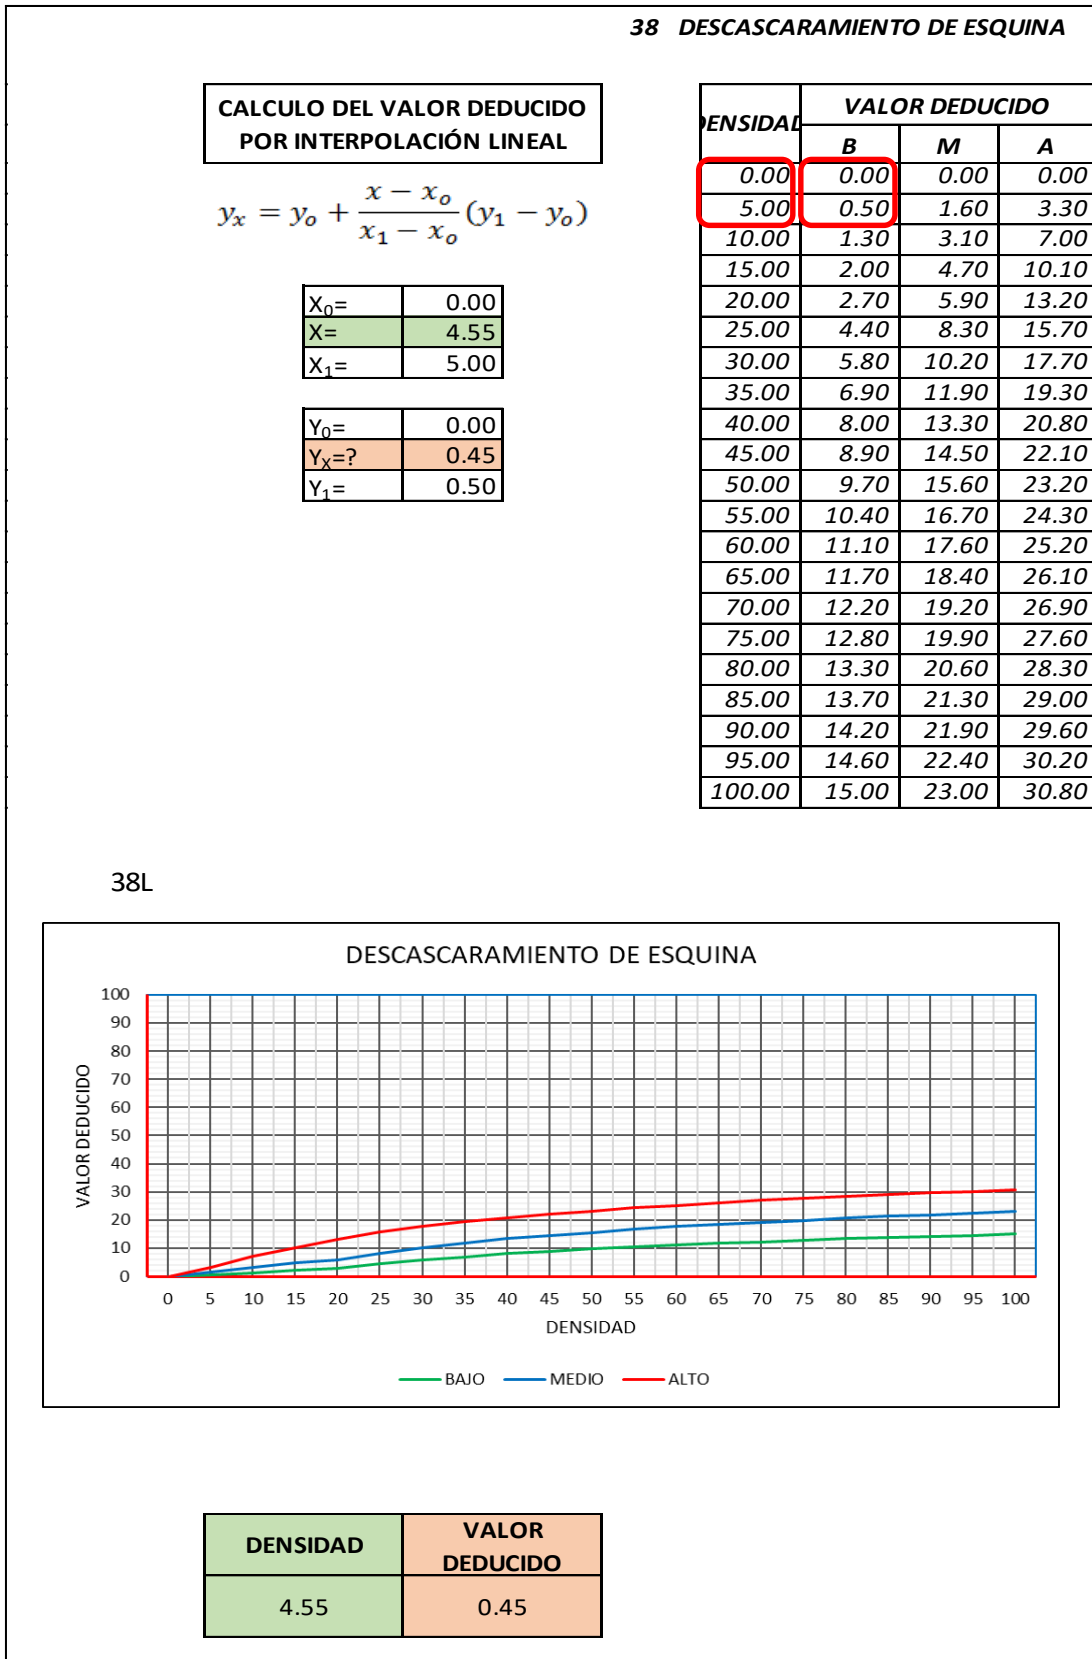 38 DESCASCARAMIENTO DE ESQUINA
CALCULO DEL VALOR DEDUCIDO
POR INTERPOLACIÓN LINEAL
y_x = y_o + \frac{x - x_o}{x_1 - x_o}(y_1 - y_o)
X₀= 0.00
X= 4.55
X₁= 5.00
Y₀= 0.00
Yₓ=? 0.45
Y₁= 0.50
DENSIDAD VALOR DEDUCIDO
B M A
0.00 0.00 0.00 0.00
5.00 0.50 1.60 3.30
10.00 1.30 3.10 7.00
15.00 2.00 4.70 10.10
20.00 2.70 5.90 13.20
25.00 4.40 8.30 15.70
30.00 5.80 10.20 17.70
35.00 6.90 11.90 19.30
40.00 8.00 13.30 20.80
45.00 8.90 14.50 22.10
50.00 9.70 15.60 23.20
55.00 10.40 16.70 24.30
60.00 11.10 17.60 25.20
65.00 11.70 18.40 26.10
70.00 12.20 19.20 26.90
75.00 12.80 19.90 27.60
80.00 13.30 20.60 28.30
85.00 13.70 21.30 29.00
90.00 14.20 21.90 29.60
95.00 14.60 22.40 30.20
100.00 15.00 23.00 30.80
38L
DESCASCARAMIENTO DE ESQUINA
VALOR DEDUCIDO
100
90
80
70
60
50
40
30
20
10
0
0 5 10 15 20 25 30 35 40 45 50 55 60 65 70 75 80 85 90 95 100
DENSIDAD
BAJO MEDIO ALTO
DENSIDAD VALOR DEDUCIDO
4.55 0.45